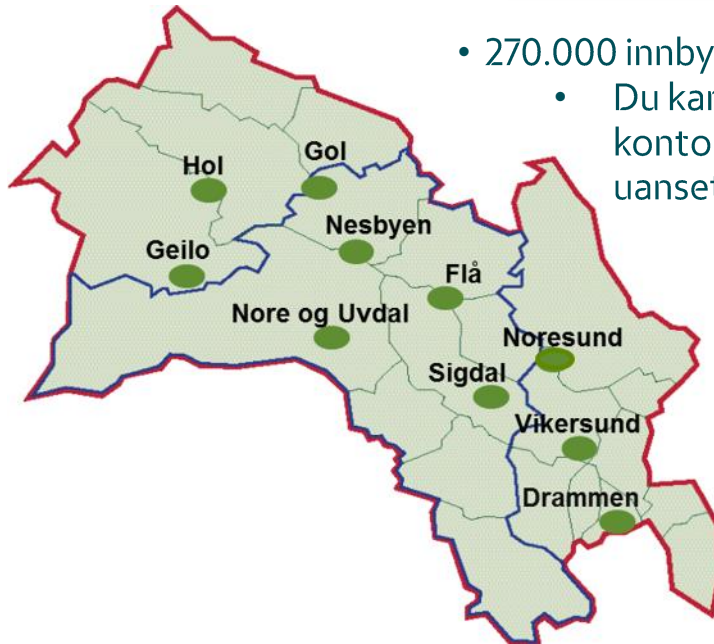 • 270.000 innby
• Du kan
konto
uanset
Hol
Gol
Nesbyen
Geilo
Flå
Nore og Uvdal
Noresund
Sigdal
Vikersund
Drammen